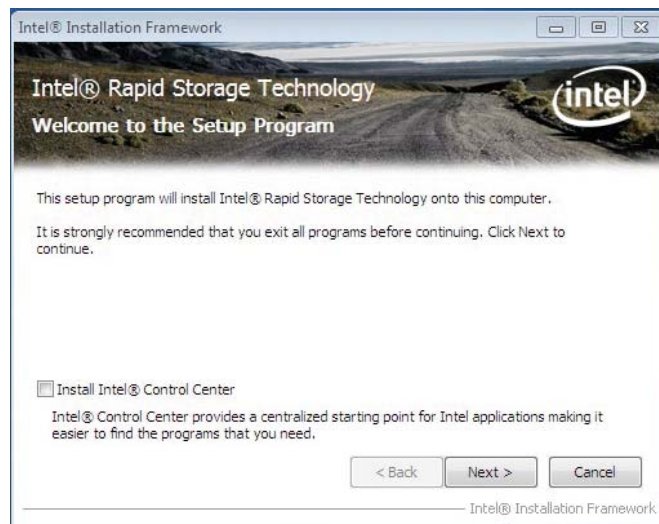 Intel® Installation Framework
Intel® Rapid Storage Technology
intel
Welcome to the Setup Program
This setup program will install Intel® Rapid Storage Technology onto this computer.
It is strongly recommended that you exit all programs before continuing. Click Next to
continue.
Install Intel® Control Center
Intel® Control Center provides a centralized starting point for Intel applications making it
easier to find the programs that you need.
< Back Next > Cancel
Intel® Installation Framework